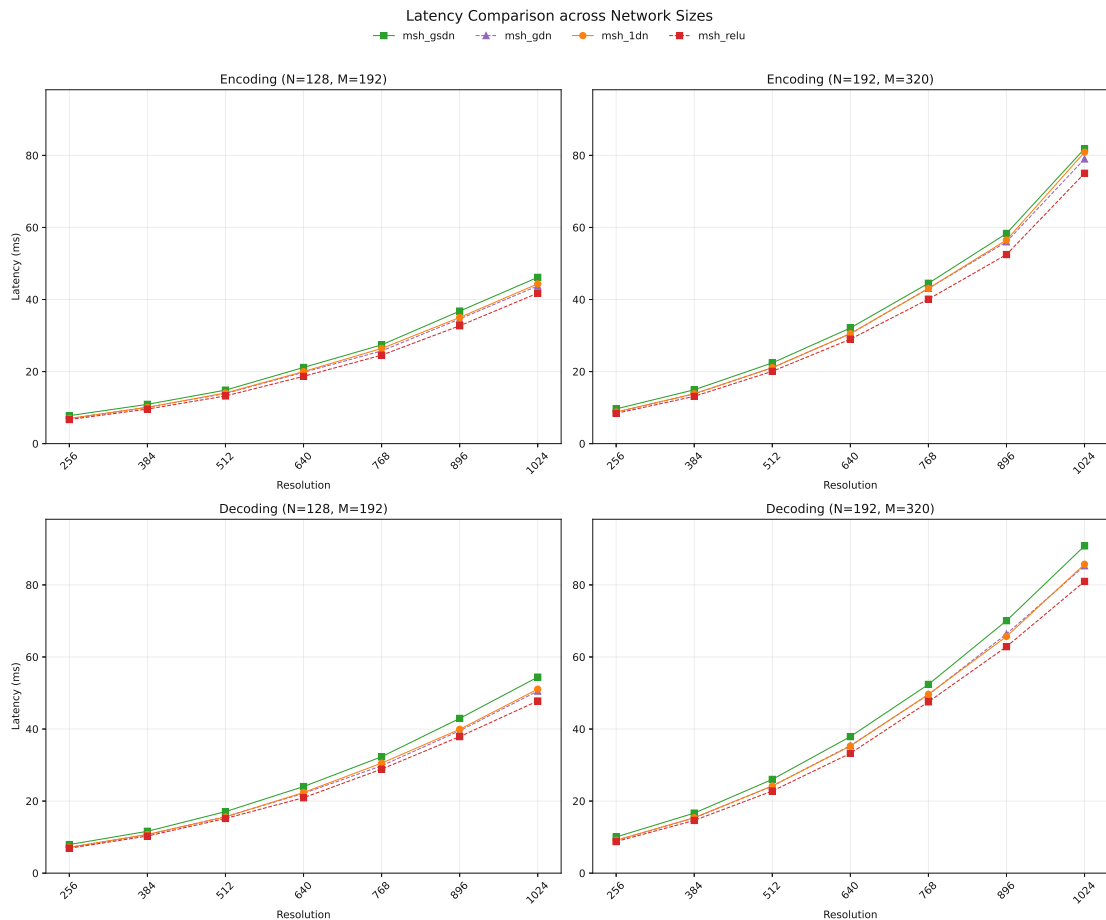 Latency Comparison across Network Sizes
msh_gsdn msh_gdn msh_1dn msh_relu
Encoding (N=128, M=192)
Latency (ms)
0
20
40
60
80
256 384 512 640 768 896 1024
Resolution
Encoding (N=192, M=320)
0
20
40
60
80
256 384 512 640 768 896 1024
Resolution
Decoding (N=128, M=192)
Latency (ms)
0
20
40
60
80
256 384 512 640 768 896 1024
Resolution
Decoding (N=192, M=320)
0
20
40
60
80
256 384 512 640 768 896 1024
Resolution